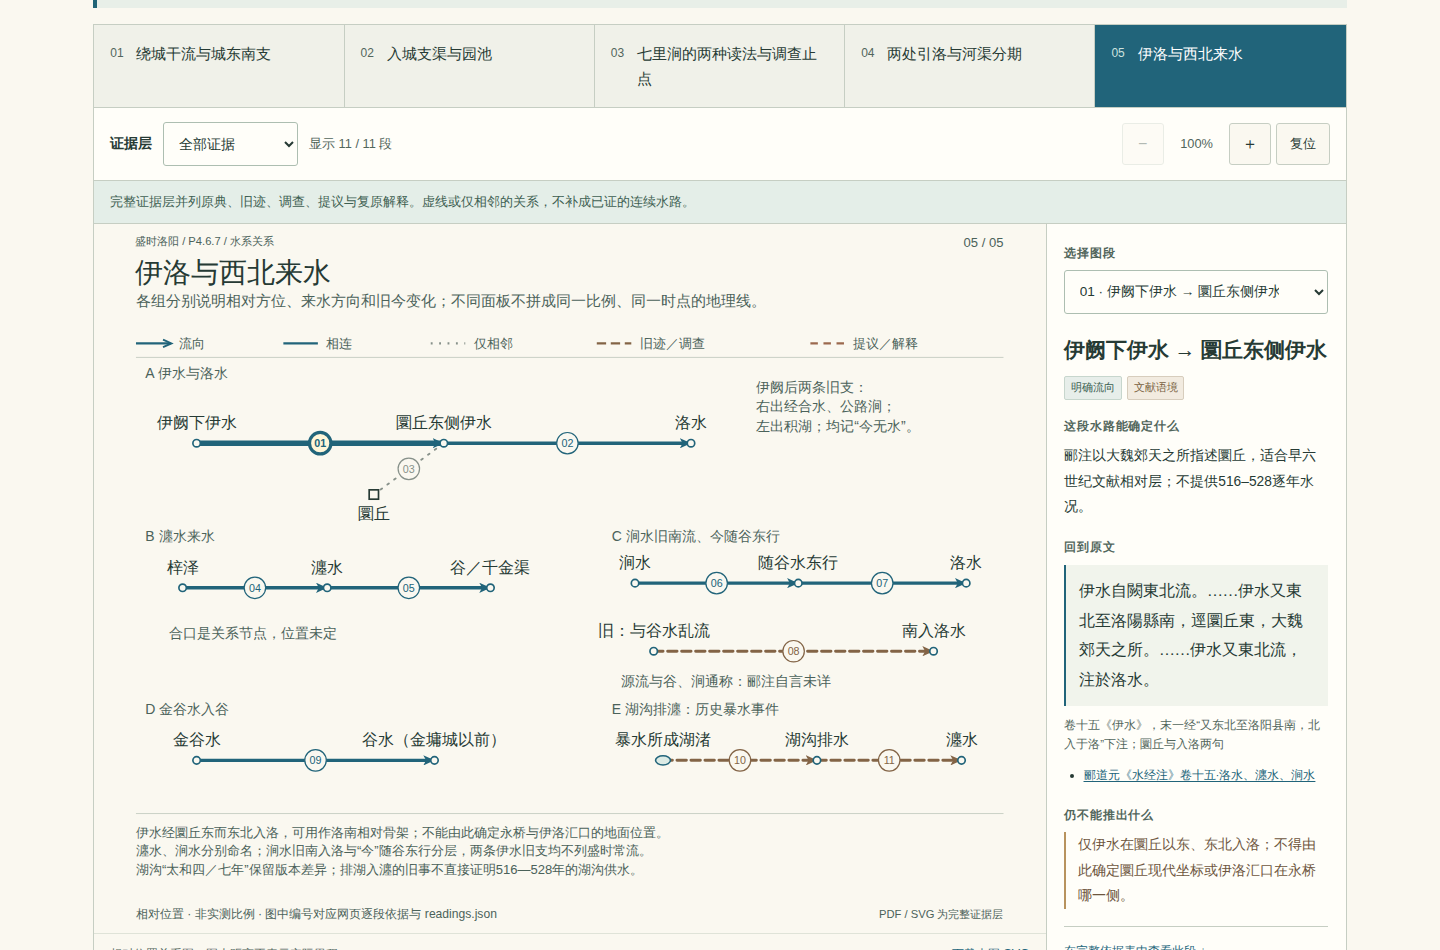 01 绕城干流与城东南支
02 入城支渠与园池
03 七里涧的两种读法与调查止
点
04 两处引洛与河渠分期
05 伊洛与西北来水
证据层 全部证据 显示 11 / 11 段 − 100% + 复位
完整证据层并列原典、旧迹、调查、提议与复原解释。虚线或仅相邻的关系，不补成已证的连续水路。
盛时洛阳 / P4.6.7 / 水系关系 05 / 05
伊洛与西北来水
各组分别说明相对方位、来水方向和旧今变化；不同面板不拼成同一比例、同一时点的地理线。
流向 相连 仅相邻 旧迹／调查 提议／解释
A 伊水与洛水
伊阙后两条旧支：
右出经合水、公路涧；
左出积湖；均记“今无水”。
伊阙下伊水 圜丘东侧伊水 洛水
01 02
03
圜丘
B 瀍水来水
梓泽 瀍水 谷／千金渠
04 05
合口是关系节点，位置未定
C 涧水旧南流、今随谷东行
涧水 随谷水东行 洛水
06 07
旧：与谷水乱流 南入洛水
08
源流与谷、涧通称：郦注自言未详
D 金谷水入谷
金谷水 谷水（金墉城以前）
09
E 湖沟排瀍：历史暴水事件
暴水所成湖渚 湖沟排水 瀍水
10 11
伊水经圜丘东而东北入洛，可用作洛南相对骨架；不能由此确定永桥与伊洛汇口的地面位置。
瀍水、涧水分别命名；涧水旧南入洛与“今”随谷东行分层，两条伊水旧支均不列盛时常流。
湖沟“太和四／七年”保留版本差异；排湖入瀍的旧事不直接证明516—528年的湖沟供水。
相对位置 · 非实测比例 · 图中编号对应网页逐段依据与 readings.json PDF / SVG 为完整证据层
选择图段
01 · 伊阙下伊水 → 圜丘东侧伊水
伊阙下伊水 → 圜丘东侧伊水
明确流向 文献语境
这段水路能确定什么
郦注以大魏郊天之所指述圜丘，适合早六
世纪文献相对层；不提供516–528逐年水
况。
回到原文
伊水自闕東北流。……伊水又東
北至洛陽縣南，逕圜丘東，大魏
郊天之所。……伊水又東北流，
注於洛水。
卷十五《伊水》，末一经“又东北至洛阳县南，北
入于洛”下注；圜丘与入洛两句
郦道元《水经注》卷十五·洛水、瀍水、涧水
仍不能推出什么
仅伊水在圜丘以东、东北入洛；不得由
此确定圜丘现代坐标或伊洛汇口在永桥
哪一侧。